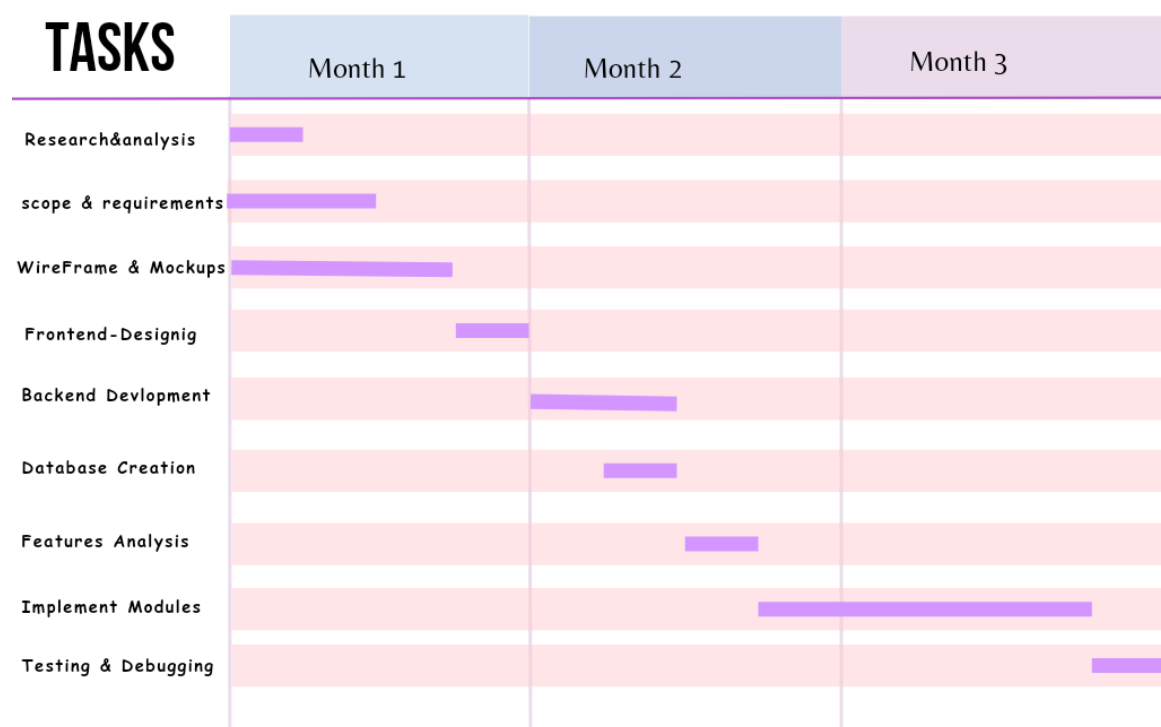 TASKS
Month 1
Month 2
Month 3
Research&analysis
scope & requirements
WireFrame & Mockups
Frontend-Designig
Backend Devlopment
Database Creation
Features Analysis
Implement Modules
Testing & Debugging